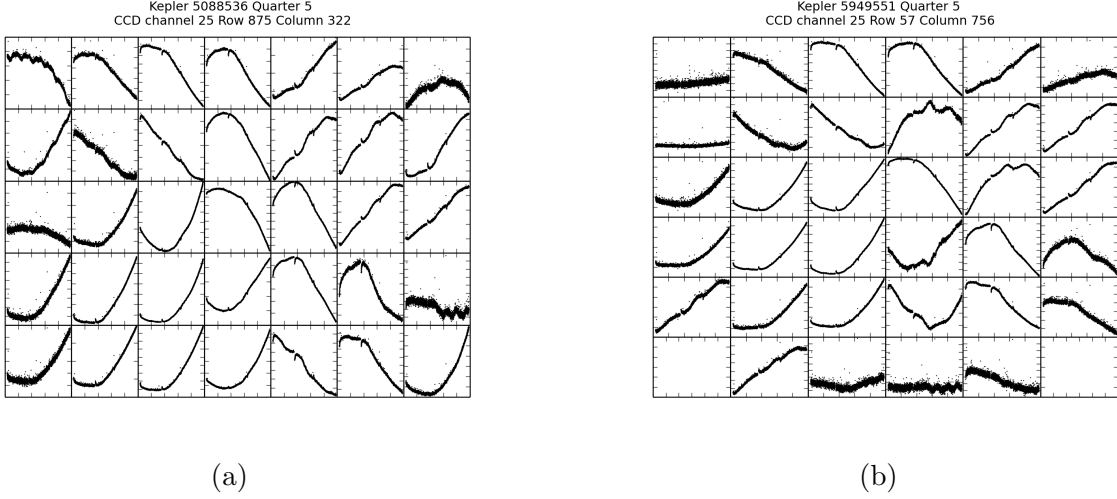 Kepler 5088536 Quarter 5
CCD channel 25 Row 875 Column 322
Kepler 5949551 Quarter 5
CCD channel 25 Row 57 Column 756
(a)
(b)